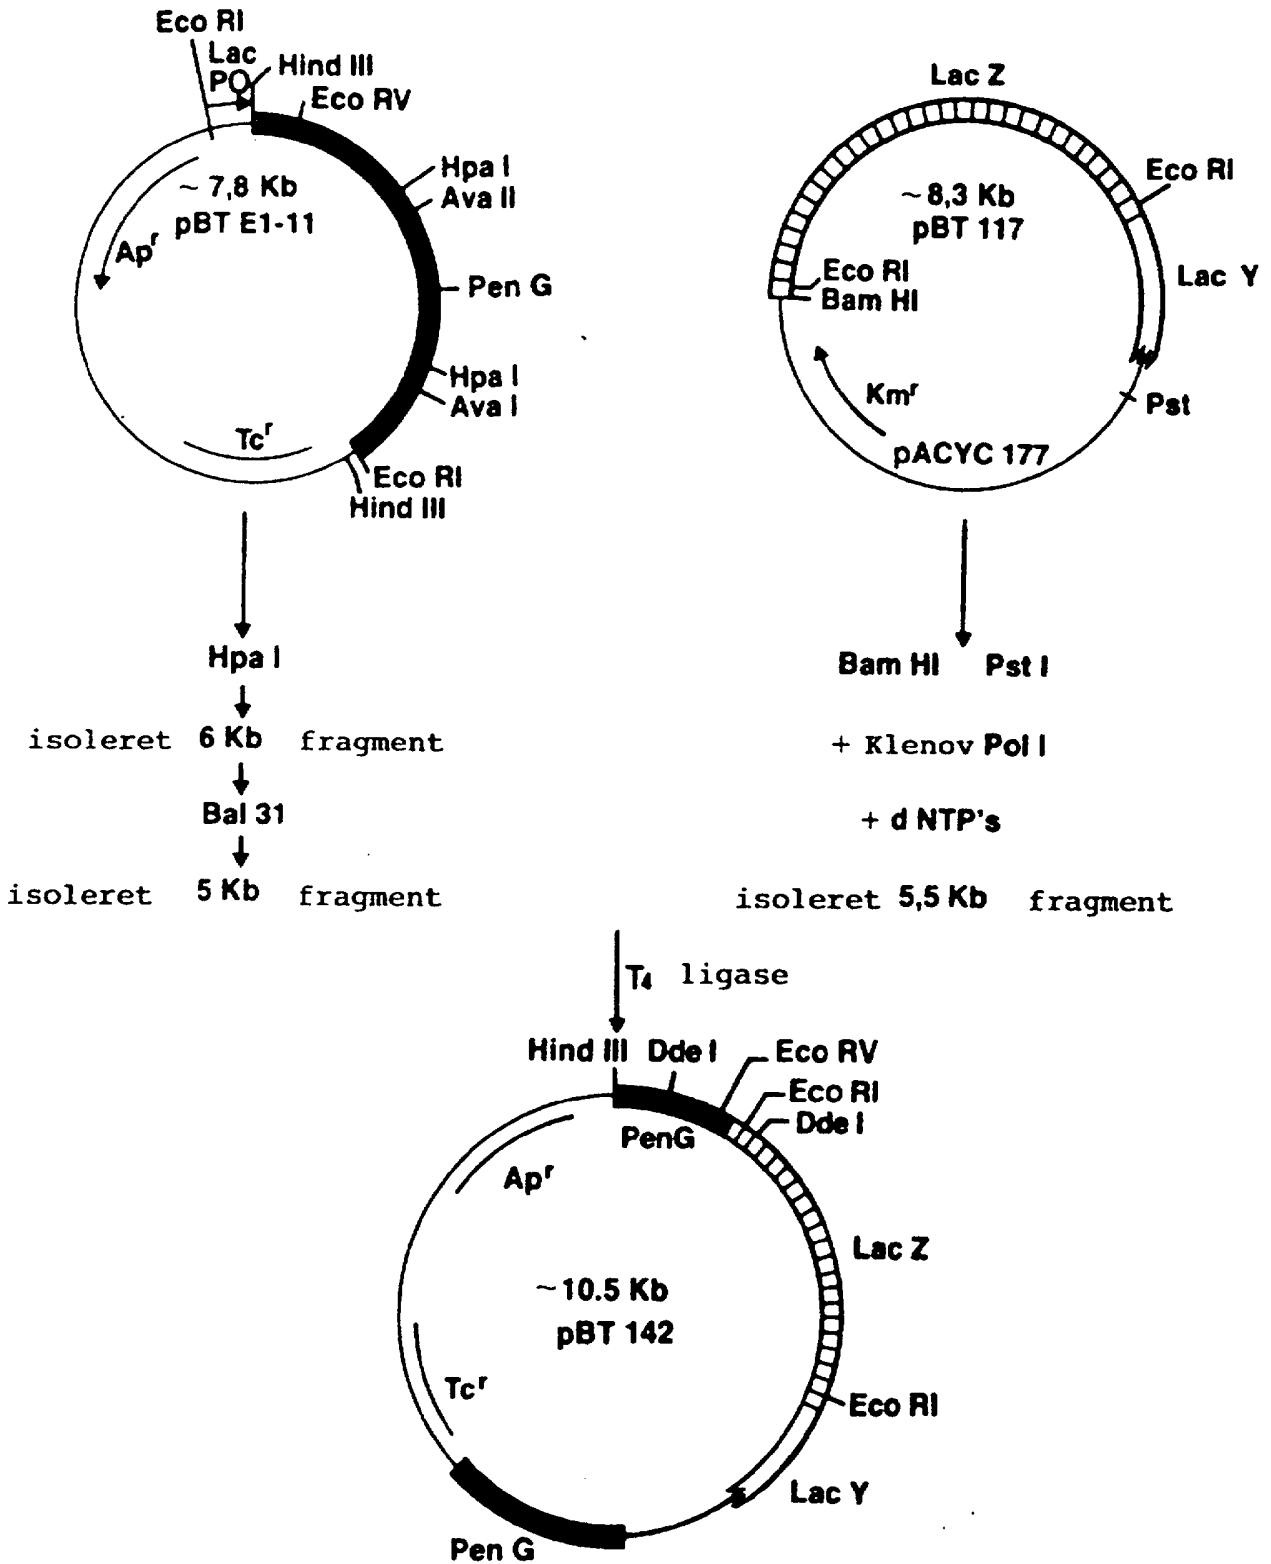 Eco RI
Lac
PO
Hind III
Eco RV
Hpa I
Ava II
~ 7,8 Kb
pBT E1-11
Apʳ
Pen G
Hpa I
Ava I
Tcʳ
Eco RI
Hind III
Lac Z
Eco RI
~8,3 Kb
pBT 117
Eco RI
Bam HI
Lac Y
Kmʳ
Pst
pACYC 177
Hpa I
isoleret 6 Kb fragment
Bal 31
isoleret 5 Kb fragment
Bam HI Pst I
+ Klenov Pol I
+ d NTP's
isoleret 5,5 Kb fragment
T4 ligase
Hind III Dde I Eco RV
Eco RI
Dde I
PenG
Apʳ
Lac Z
~10.5 Kb
pBT 142
Tcʳ
Eco RI
Lac Y
Pen G